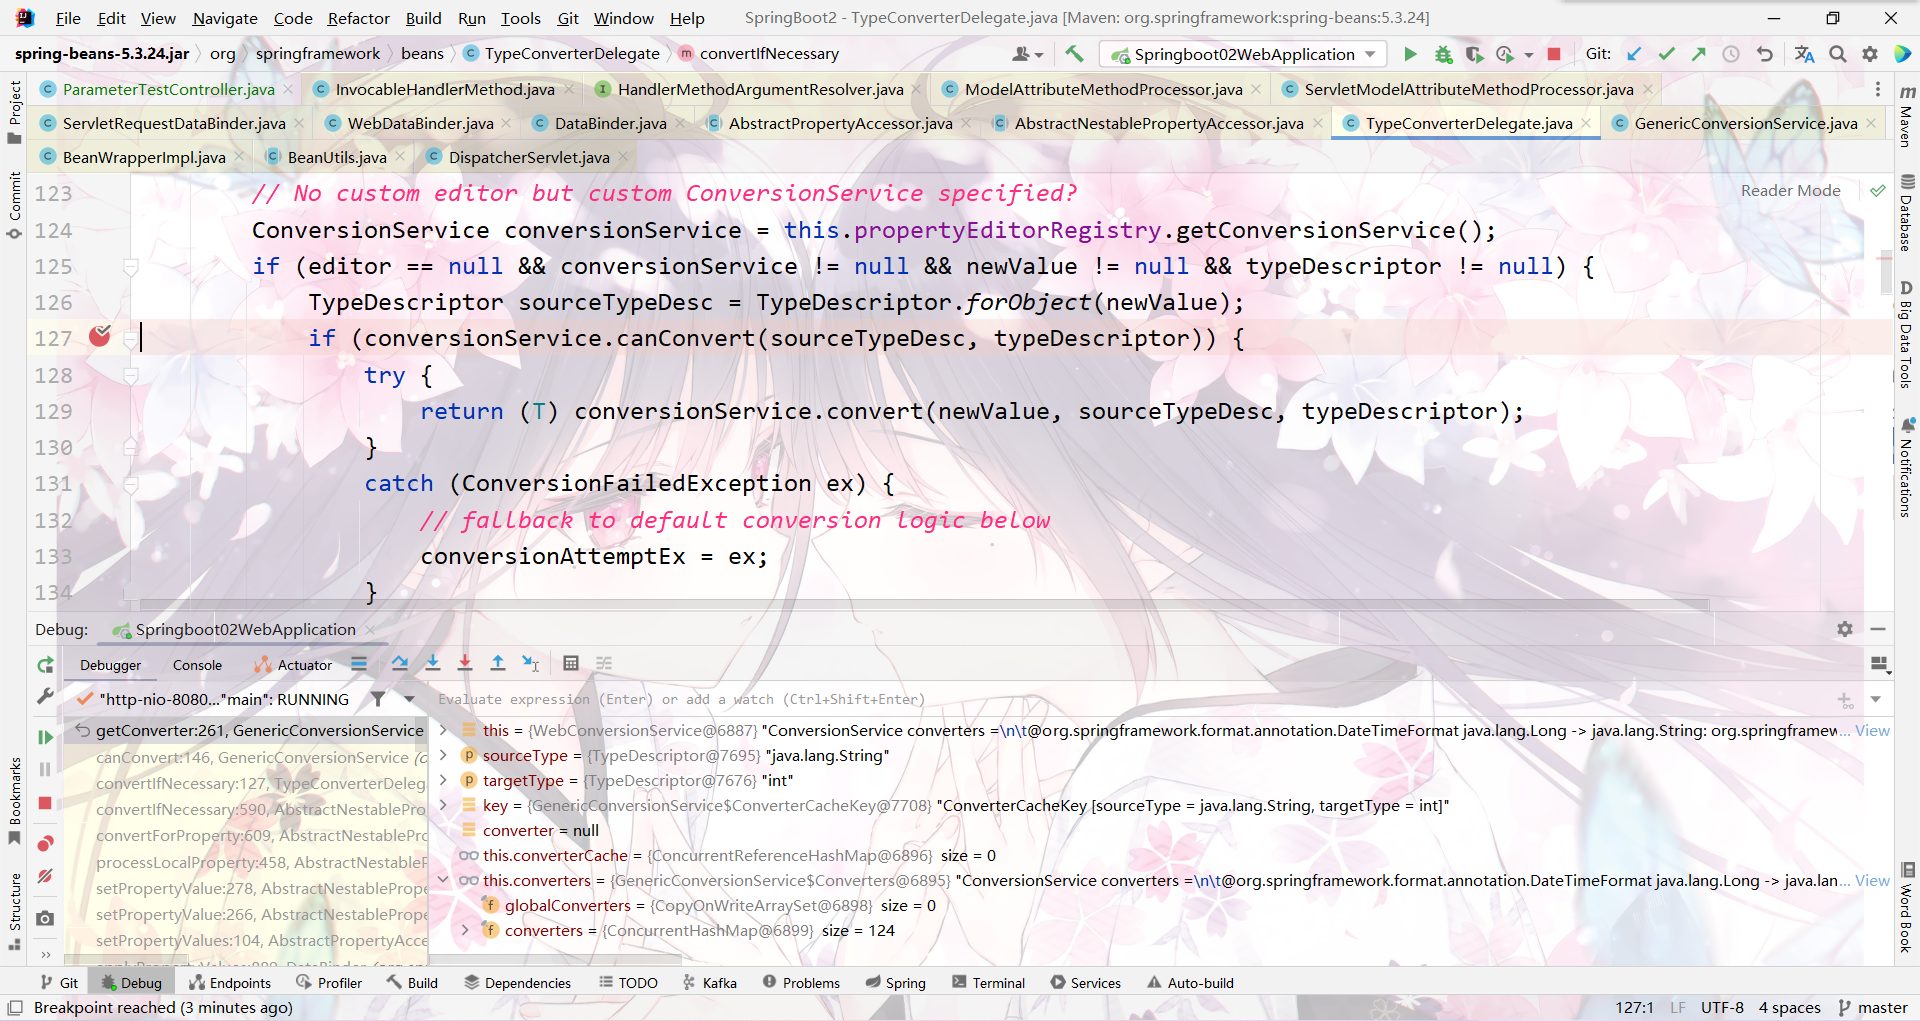 File Edit View Navigate Code Refactor Build Run Tools Git Window Help SpringBoot2 - TypeConverterDelegate.java [Maven: org.springframework:spring-beans:5.3.24]
spring-beans-5.3.24.jar org springframework beans TypeConverterDelegate convertIfNecessary Springboot02WebApplication Git:
ParameterTestController.java InvocableHandlerMethod.java HandlerMethodArgumentResolver.java ModelAttributeMethodProcessor.java ServletModelAttributeMethodProcessor.java
ServletRequestDataBinder.java WebDataBinder.java DataBinder.java AbstractPropertyAccessor.java AbstractNestablePropertyAccessor.java TypeConverterDelegate.java GenericConversionService.java
BeanWrapperImpl.java BeanUtils.java DispatcherServlet.java
Reader Mode
123 // No custom editor but custom ConversionService specified?
124 ConversionService conversionService = this.propertyEditorRegistry.getConversionService();
125 if (editor == null && conversionService != null && newValue != null && typeDescriptor != null) {
126 TypeDescriptor sourceTypeDesc = TypeDescriptor.forObject(newValue);
127 if (conversionService.canConvert(sourceTypeDesc, typeDescriptor)) {
128 try {
129 return (T) conversionService.convert(newValue, sourceTypeDesc, typeDescriptor);
130 }
131 catch (ConversionFailedException ex) {
132 // fallback to default conversion logic below
133 conversionAttemptEx = ex;
134 }
Project
Commit
Bookmarks
Structure
Maven
Database
Big Data Tools
Notifications
Word Book
Debug: Springboot02WebApplication
Debugger Console Actuator
"http-nio-8080..."main": RUNNING
Evaluate expression (Enter) or add a watch (Ctrl+Shift+Enter)
getConverter:261, GenericConversionService
canConvert:146, GenericConversionService (o
convertIfNecessary:127, TypeConverterDeleg
convertIfNecessary:590, AbstractNestablePro
convertForProperty:609, AbstractNestablePro
processLocalProperty:458, AbstractNestableP
setPropertyValue:278, AbstractNestablePrope
setPropertyValue:266, AbstractNestablePrope
setPropertyValues:104, AbstractPropertyAcce
this = {WebConversionService@6887} "ConversionService converters =\n\t@org.springframework.format.annotation.DateTimeFormat java.lang.Long -> java.lang.String: org.springframew... View
sourceType = {TypeDescriptor@7695} "java.lang.String"
targetType = {TypeDescriptor@7676} "int"
key = {GenericConversionService$ConverterCacheKey@7708} "ConverterCacheKey [sourceType = java.lang.String, targetType = int]"
converter = null
this.converterCache = {ConcurrentReferenceHashMap@6896} size = 0
this.converters = {GenericConversionService$Converters@6895} "ConversionService converters =\n\t@org.springframework.format.annotation.DateTimeFormat java.lang.Long -> java.lan... View
globalConverters = {CopyOnWriteArraySet@6898} size = 0
converters = {ConcurrentHashMap@6899} size = 124
Git Debug Endpoints Profiler Build Dependencies TODO Kafka Problems Spring Terminal Services Auto-build
Breakpoint reached (3 minutes ago) 127:1 LF UTF-8 4 spaces master